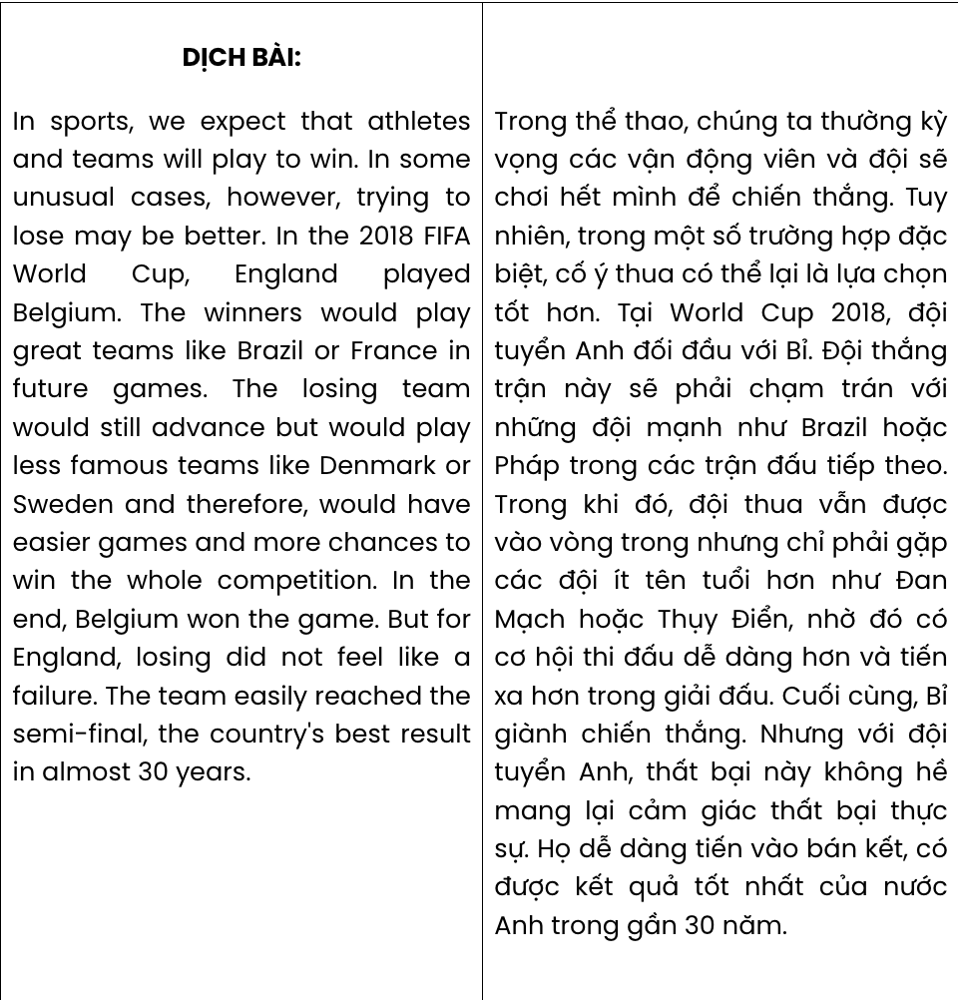 DỊCH BÀI:
In sports, we expect that athletes
and teams will play to win. In some
unusual cases, however, trying to
lose may be better. In the 2018 FIFA
World Cup, England played
Belgium. The winners would play
great teams like Brazil or France in
future games. The losing team
would still advance but would play
less famous teams like Denmark or
Sweden and therefore, would have
easier games and more chances to
win the whole competition. In the
end, Belgium won the game. But for
England, losing did not feel like a
failure. The team easily reached the
semi-final, the country's best result
in almost 30 years.
Trong thể thao, chúng ta thường kỳ
vọng các vận động viên và đội sẽ
chơi hết mình để chiến thắng. Tuy
nhiên, trong một số trường hợp đặc
biệt, cố ý thua có thể lại là lựa chọn
tốt hơn. Tại World Cup 2018, đội
tuyển Anh đối đầu với Bỉ. Đội thắng
trận này sẽ phải chạm trán với
những đội mạnh như Brazil hoặc
Pháp trong các trận đấu tiếp theo.
Trong khi đó, đội thua vẫn được
vào vòng trong nhưng chỉ phải gặp
các đội ít tên tuổi hơn như Đan
Mạch hoặc Thụy Điển, nhờ đó có
cơ hội thi đấu dễ dàng hơn và tiến
xa hơn trong giải đấu. Cuối cùng, Bỉ
giành chiến thắng. Nhưng với đội
tuyển Anh, thất bại này không hề
mang lại cảm giác thất bại thực
sự. Họ dễ dàng tiến vào bán kết, có
được kết quả tốt nhất của nước
Anh trong gần 30 năm.